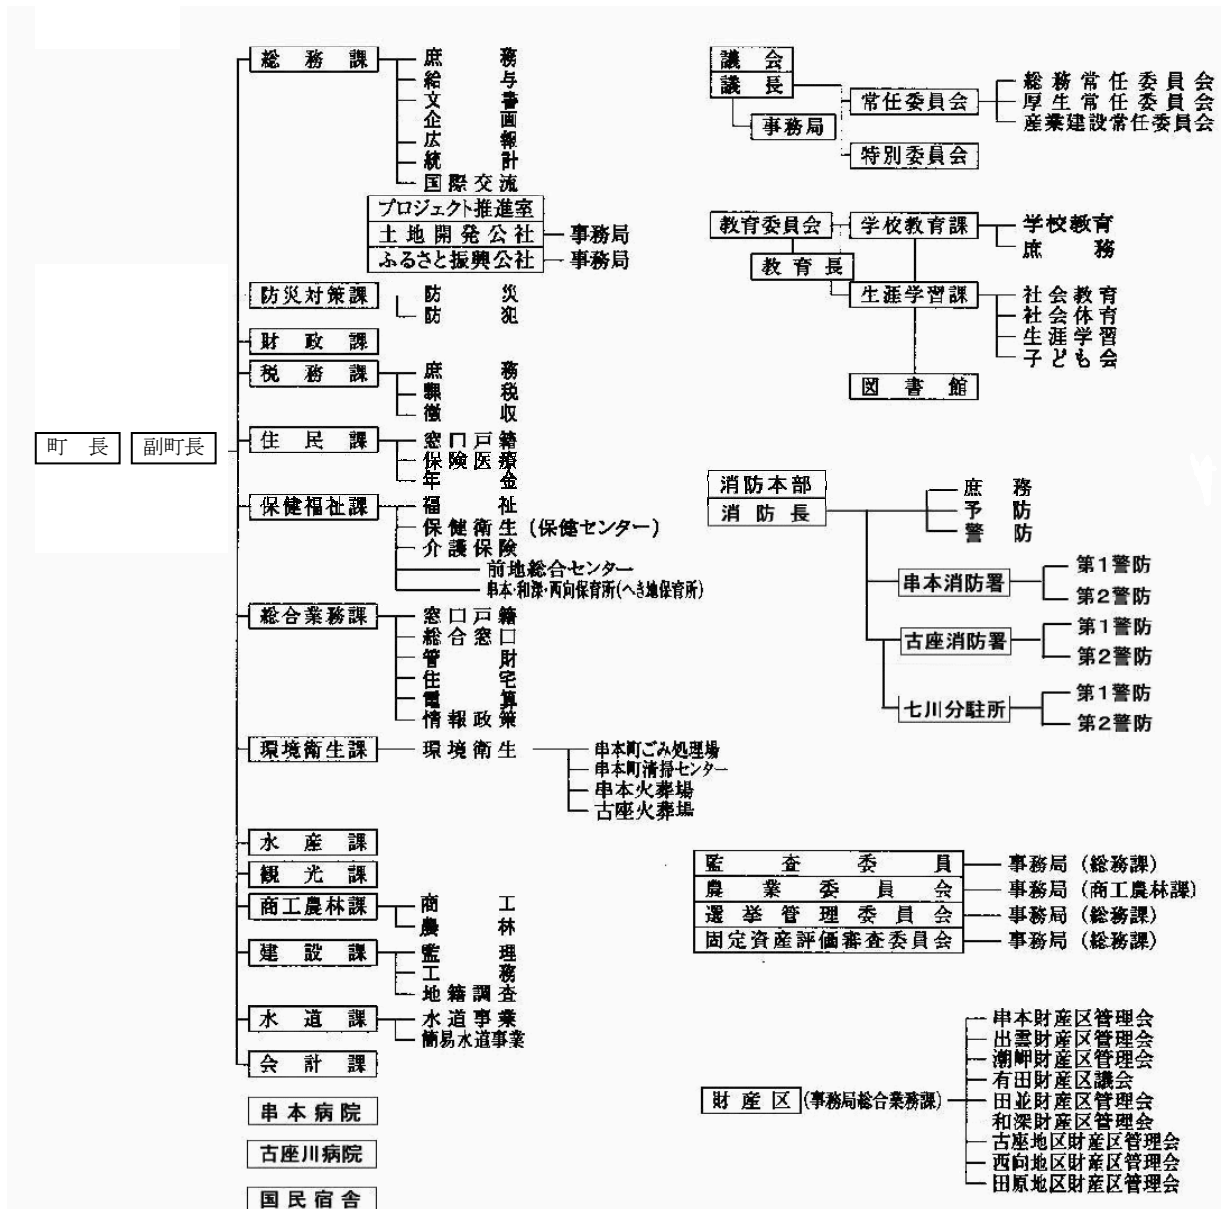 町長
副町長
総務課
庶務
給与
文書
企画
広報
統計
国際交流
プロジェクト推進室
土地開発公社 事務局
ふるさと振興公社 事務局
防災対策課
防災
防犯
財政課
税務課
庶務
課税
徴収
住民課
窓口戸籍
保険医療
年金
保健福祉課
福祉
保健衛生(保健センター)
介護保険
前地総合センター
串本・和深・西向保育所(へき地保育所)
総合業務課
窓口戸籍
総合窓口
管財
住宅
電算
情報政策
環境衛生課
環境衛生
串本町ごみ処理場
串本町清掃センター
串本火葬場
古座火葬場
水産課
観光課
商工農林課
商工
農林
建設課
監理
工務
地籍調査
水道課
水道事業
簡易水道事業
会計課
串本病院
古座川病院
国民宿舎
議会
議長
事務局
常任委員会
総務常任委員会
厚生常任委員会
産業建設常任委員会
特別委員会
教育委員会
教育長
学校教育課
学校教育
庶務
生涯学習課
社会教育
社会体育
生涯学習
子ども会
図書館
消防本部
消防長
庶務
予防
警防
串本消防署
第1警防
第2警防
古座消防署
第1警防
第2警防
七川分駐所
第1警防
第2警防
監査委員 事務局(総務課)
農業委員会 事務局(商工農林課)
選挙管理委員会 事務局(総務課)
固定資産評価審査委員会 事務局(総務課)
財産区(事務局総合業務課)
串本財産区管理会
出雲財産区管理会
潮岬財産区管理会
有田財産区議会
田並財産区管理会
和深財産区管理会
古座地区財産区管理会
西向地区財産区管理会
田原地区財産区管理会